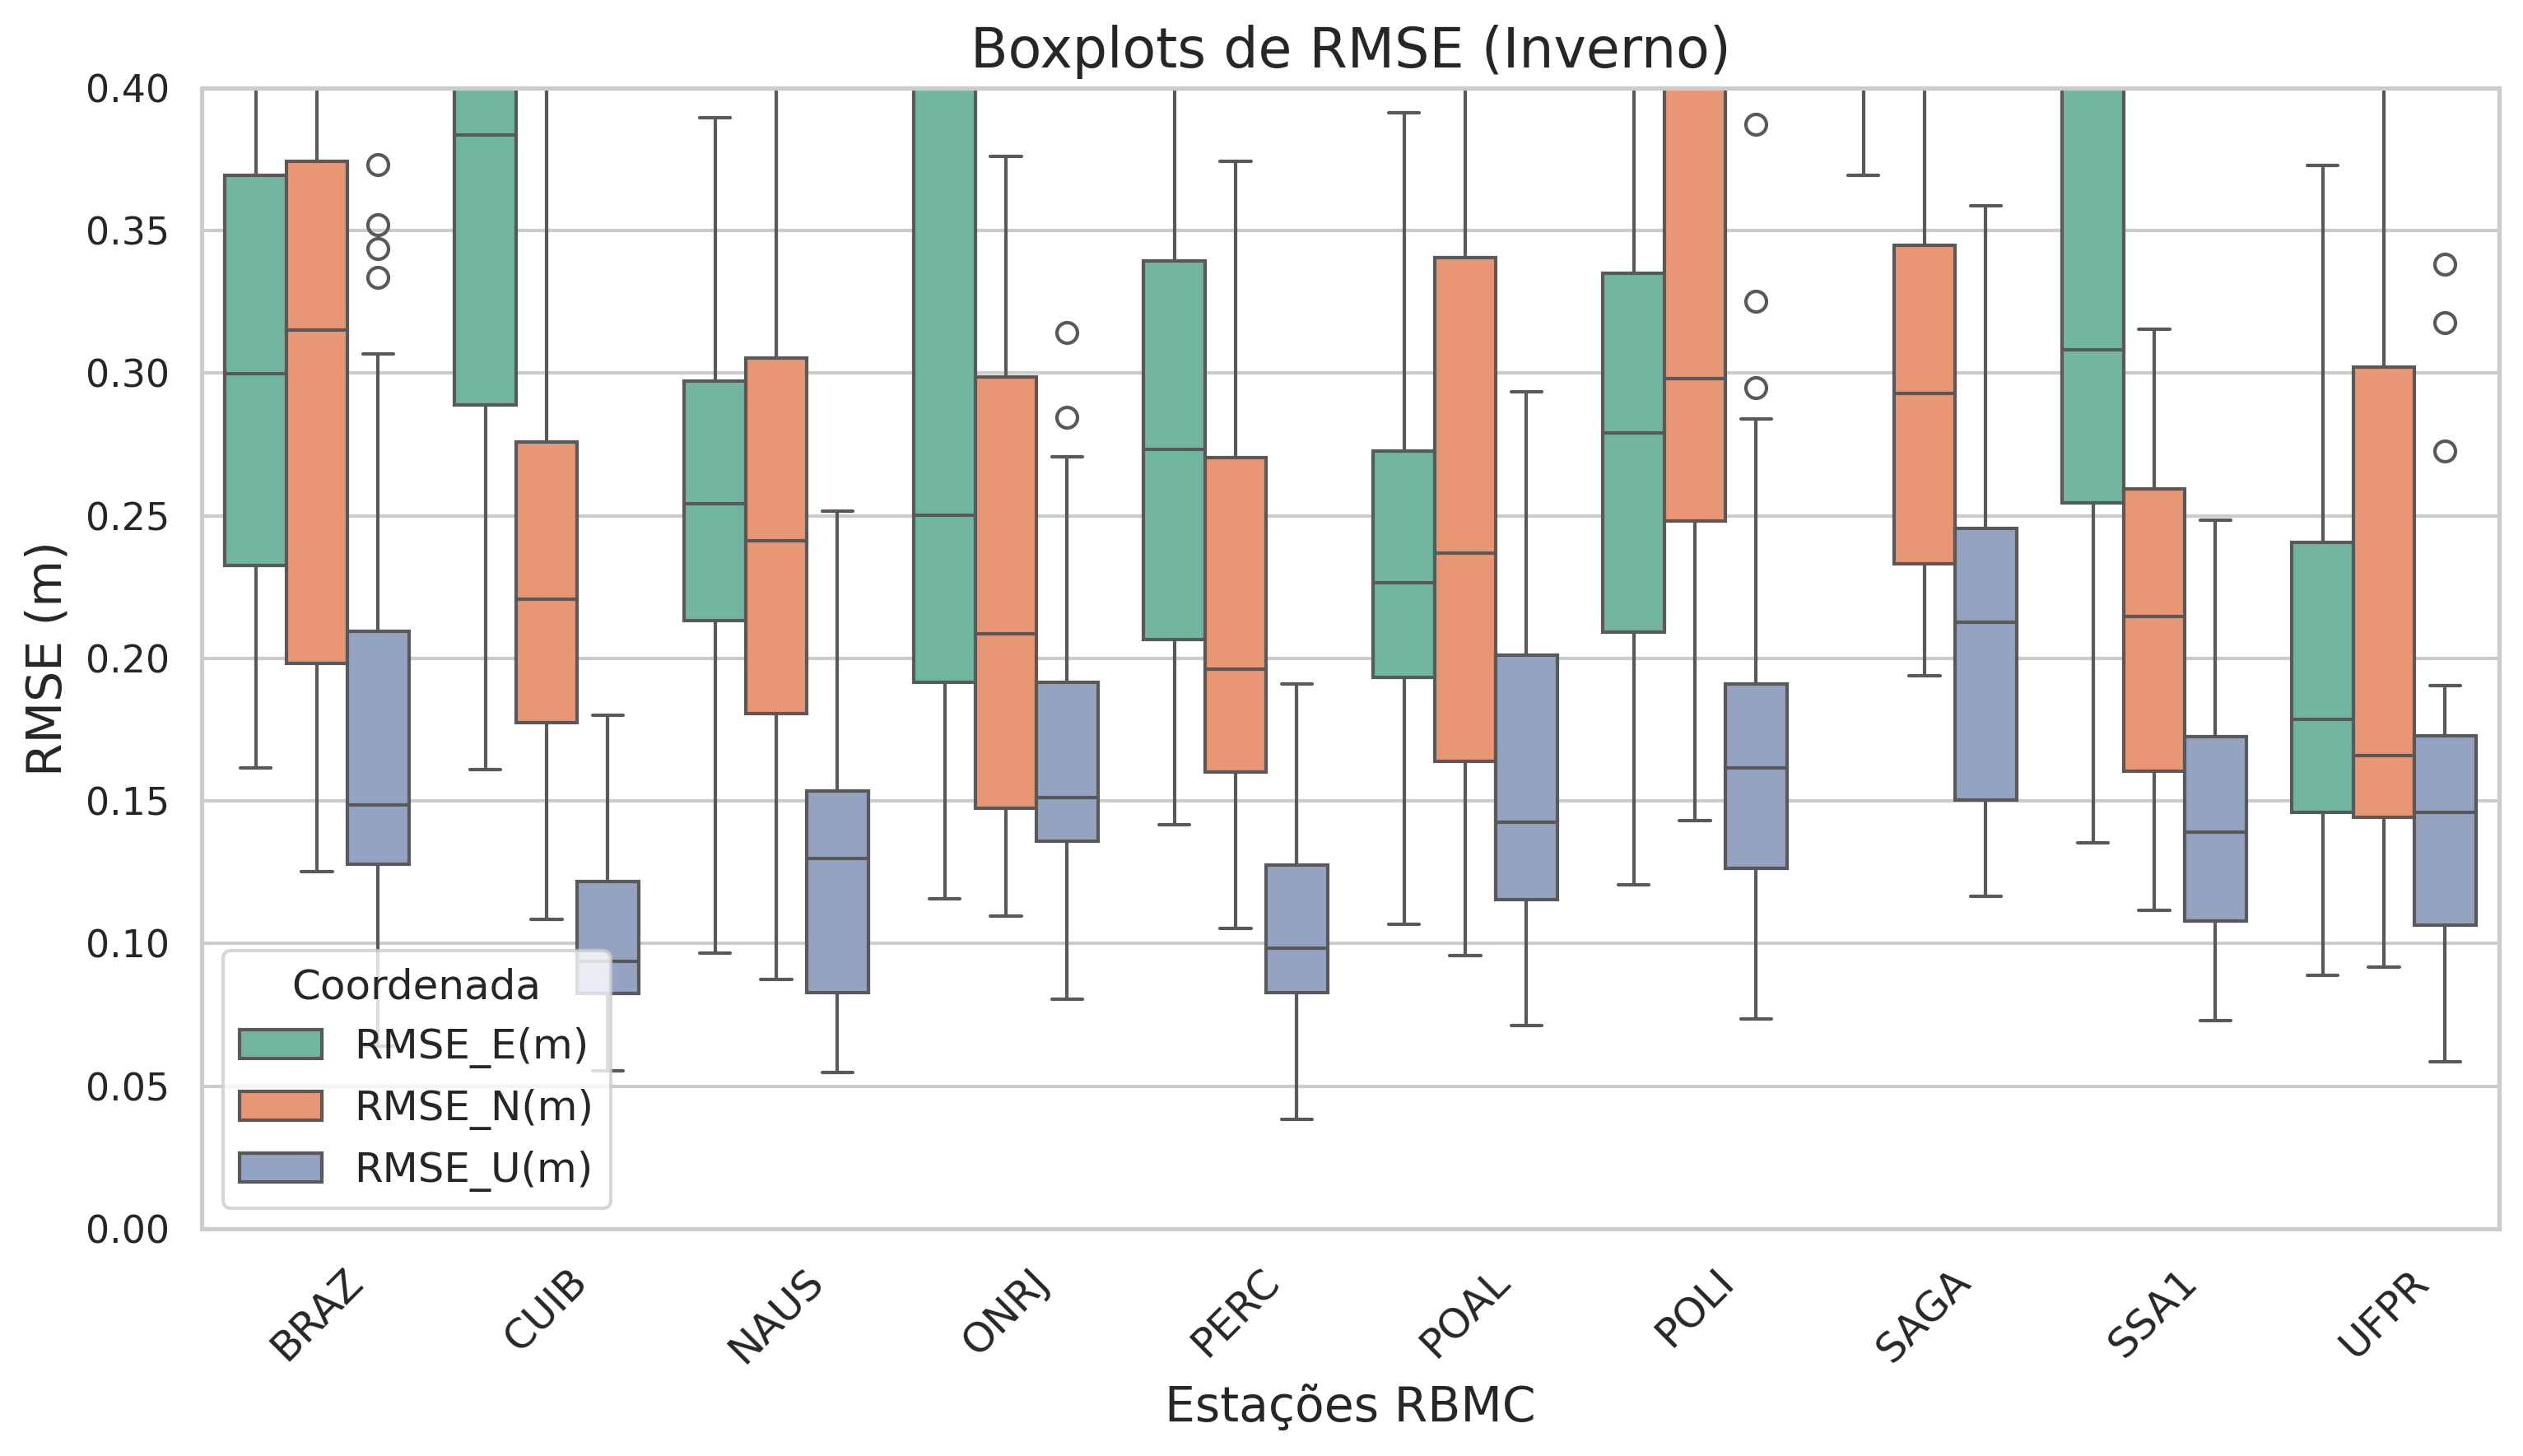 Boxplots de RMSE (Inverno)
RMSE (m)
0.40
0.35
0.30
0.25
0.20
0.15
0.10
0.05
0.00
Coordenada
RMSE_E(m)
RMSE_N(m)
RMSE_U(m)
BRAZ
CUIB
NAUS
ONRJ
PERC
POAL
POLI
SAGA
SSA1
UFPR
Estações RBMC